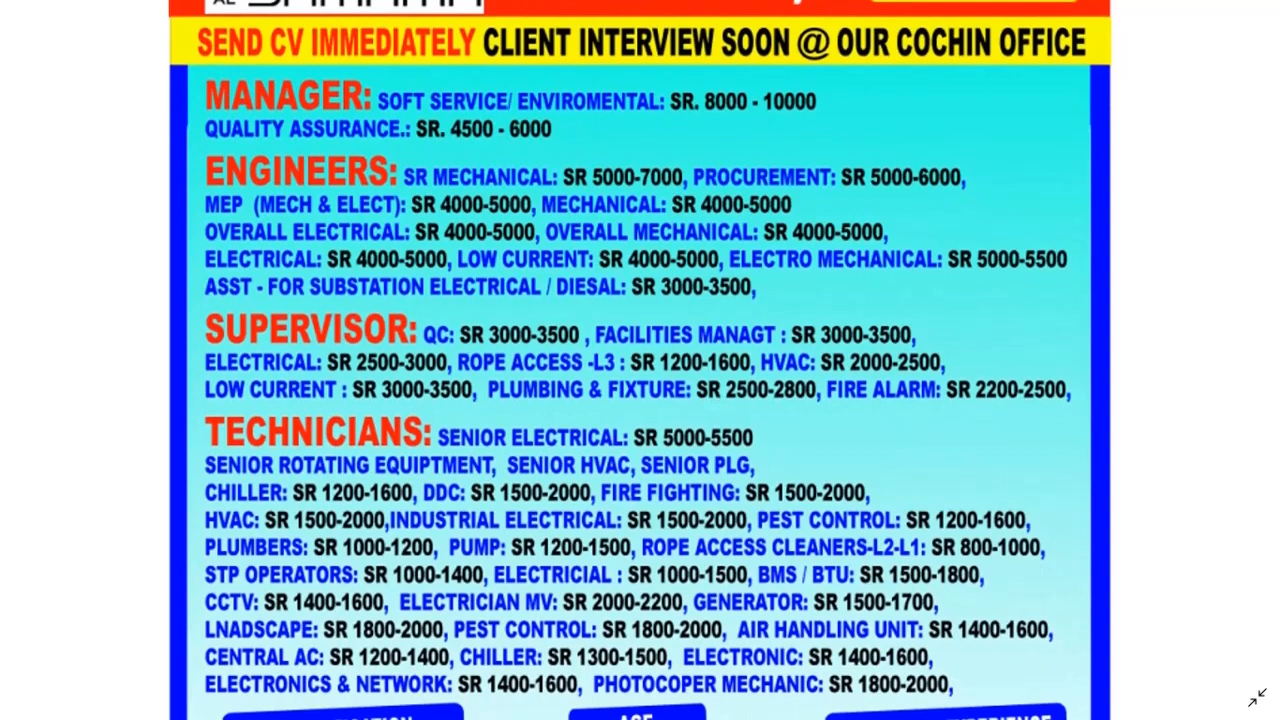 AL
SEND CV IMMEDIATELY CLIENT INTERVIEW SOON @ OUR COCHIN OFFICE
MANAGER: SOFT SERVICE/ ENVIROMENTAL: SR. 8000 - 10000
QUALITY ASSURANCE.: SR. 4500 - 6000
ENGINEERS: SR MECHANICAL: SR 5000-7000, PROCUREMENT: SR 5000-6000,
MEP (MECH & ELECT): SR 4000-5000, MECHANICAL: SR 4000-5000
OVERALL ELECTRICAL: SR 4000-5000, OVERALL MECHANICAL: SR 4000-5000,
ELECTRICAL: SR 4000-5000, LOW CURRENT: SR 4000-5000, ELECTRO MECHANICAL: SR 5000-5500
ASST - FOR SUBSTATION ELECTRICAL / DIESAL: SR 3000-3500,
SUPERVISOR: QC: SR 3000-3500 , FACILITIES MANAGT : SR 3000-3500,
ELECTRICAL: SR 2500-3000, ROPE ACCESS -L3 : SR 1200-1600, HVAC: SR 2000-2500,
LOW CURRENT : SR 3000-3500, PLUMBING & FIXTURE: SR 2500-2800, FIRE ALARM: SR 2200-2500,
TECHNICIANS: SENIOR ELECTRICAL: SR 5000-5500
SENIOR ROTATING EQUIPTMENT, SENIOR HVAC, SENIOR PLG,
CHILLER: SR 1200-1600, DDC: SR 1500-2000, FIRE FIGHTING: SR 1500-2000,
HVAC: SR 1500-2000,INDUSTRIAL ELECTRICAL: SR 1500-2000, PEST CONTROL: SR 1200-1600,
PLUMBERS: SR 1000-1200, PUMP: SR 1200-1500, ROPE ACCESS CLEANERS-L2-L1: SR 800-1000,
STP OPERATORS: SR 1000-1400, ELECTRICIAL : SR 1000-1500, BMS / BTU: SR 1500-1800,
CCTV: SR 1400-1600, ELECTRICIAN MV: SR 2000-2200, GENERATOR: SR 1500-1700,
LNADSCAPE: SR 1800-2000, PEST CONTROL: SR 1800-2000, AIR HANDLING UNIT: SR 1400-1600,
CENTRAL AC: SR 1200-1400, CHILLER: SR 1300-1500, ELECTRONIC: SR 1400-1600,
ELECTRONICS & NETWORK: SR 1400-1600, PHOTOCOPER MECHANIC: SR 1800-2000,
AGE